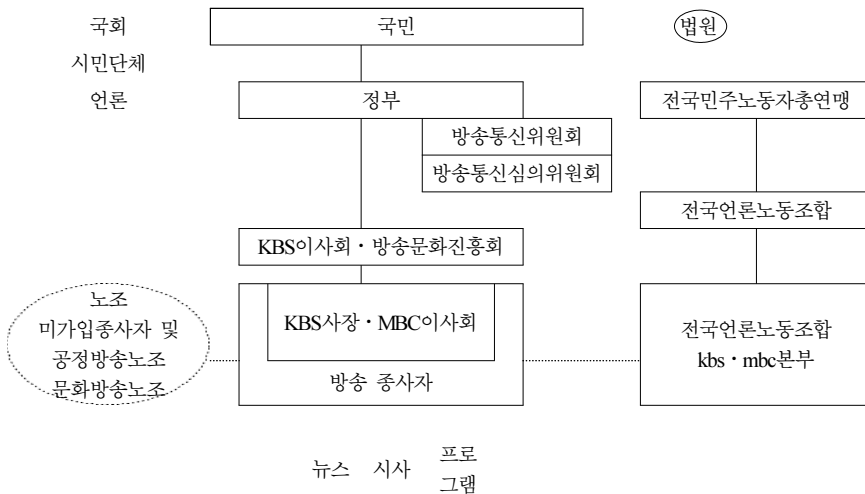 국회
국민
법원
시민단체
언론
정부
전국민주노동자총연맹
방송통신위원회
방송통신심의위원회
전국언론노동조합
KBS이사회・방송문화진흥회
노조
미가입종사자 및
공정방송노조
문화방송노조
KBS사장・MBC이사회
방송 종사자
전국언론노동조합
kbs・mbc본부
뉴스 시사 프로
그램